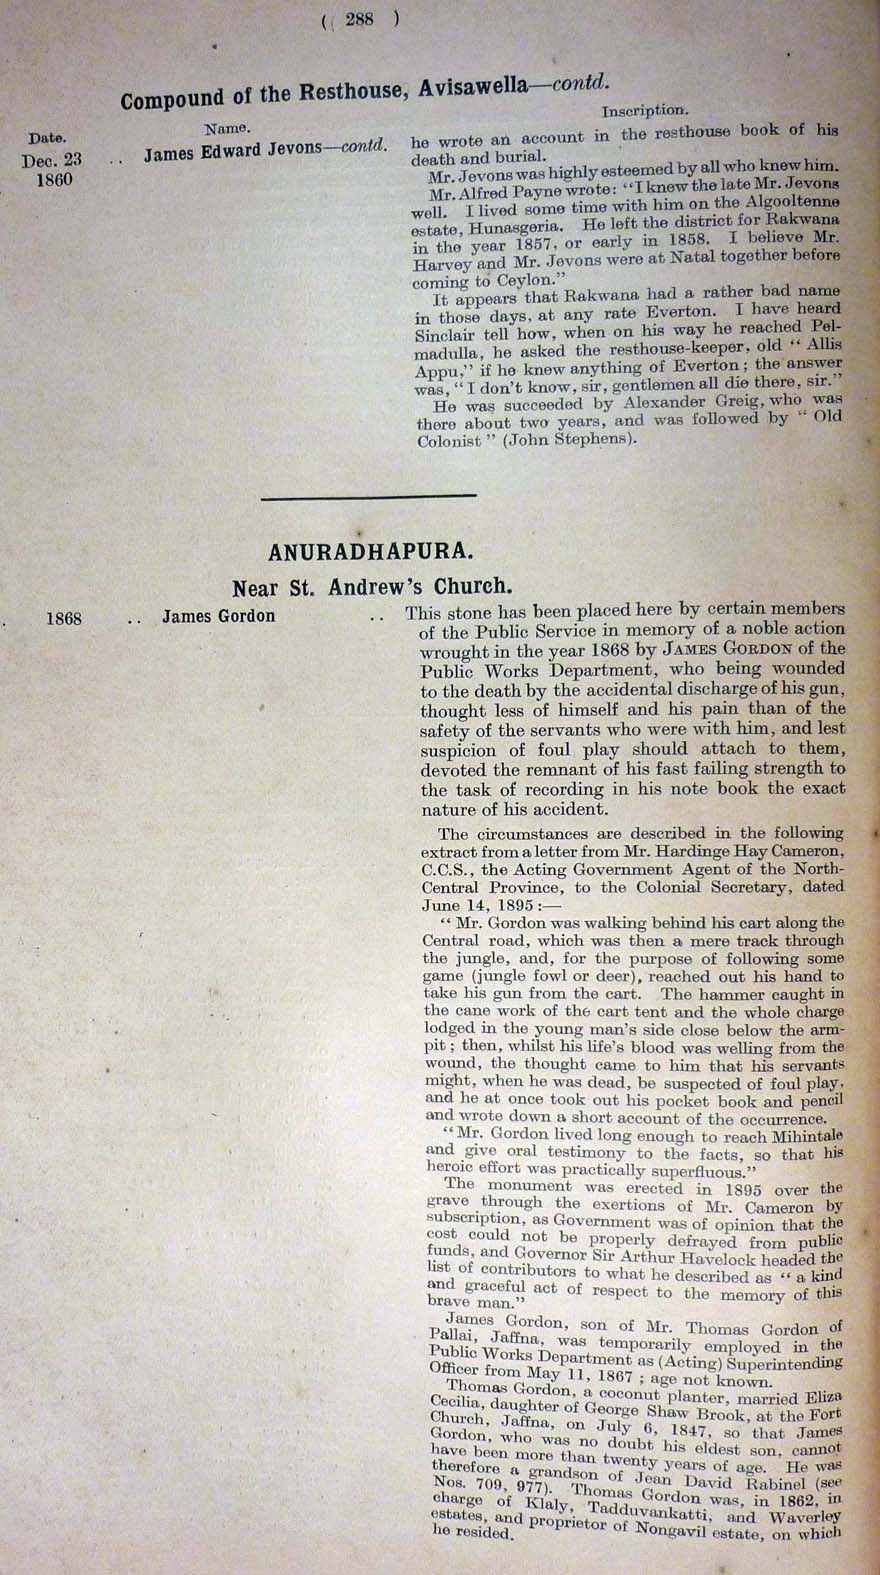 ( 288 )
Compound of the Resthouse, Avisawella—contd.
Date. Name. Inscription.
Dec. 23 .. James Edward Jevons—contd. he wrote an account in the resthouse book of his
1860 death and burial.
Mr. Jevons was highly esteemed by all who knew him.
Mr. Alfred Payne wrote: "I knew the late Mr. Jevons
well. I lived some time with him on the Algooltenne
estate, Hunasgeria. He left the district for Rakwana
in the year 1857, or early in 1858. I believe Mr.
Harvey and Mr. Jevons were at Natal together before
coming to Ceylon."
It appears that Rakwana had a rather bad name
in those days, at any rate Everton. I have heard
Sinclair tell how, when on his way he reached Pel-
madulla, he asked the resthouse-keeper, old "Allis
Appu," if he knew anything of Everton; the answer
was, "I don't know, sir, gentlemen all die there, sir."
He was succeeded by Alexander Greig, who was
there about two years, and was followed by "Old
Colonist" (John Stephens).
ANURADHAPURA.
Near St. Andrew's Church.
1868 .. James Gordon .. This stone has been placed here by certain members
of the Public Service in memory of a noble action
wrought in the year 1868 by JAMES GORDON of the
Public Works Department, who being wounded
to the death by the accidental discharge of his gun,
thought less of himself and his pain than of the
safety of the servants who were with him, and lest
suspicion of foul play should attach to them,
devoted the remnant of his fast failing strength to
the task of recording in his note book the exact
nature of his accident.
The circumstances are described in the following
extract from a letter from Mr. Hardinge Hay Cameron,
C.C.S., the Acting Government Agent of the North-
Central Province, to the Colonial Secretary, dated
June 14, 1895:—
"Mr. Gordon was walking behind his cart along the
Central road, which was then a mere track through
the jungle, and, for the purpose of following some
game (jungle fowl or deer), reached out his hand to
take his gun from the cart. The hammer caught in
the cane work of the cart tent and the whole charge
lodged in the young man's side close below the arm-
pit; then, whilst his life's blood was welling from the
wound, the thought came to him that his servants
might, when he was dead, be suspected of foul play,
and he at once took out his pocket book and pencil
and wrote down a short account of the occurrence.
"Mr. Gordon lived long enough to reach Mihintale
and give oral testimony to the facts, so that his
heroic effort was practically superfluous."
The monument was erected in 1895 over the
grave through the exertions of Mr. Cameron by
subscription, as Government was of opinion that the
cost could not be properly defrayed from public
funds, and Governor Sir Arthur Havelock headed the
list of contributors to what he described as "a kind
and graceful act of respect to the memory of this
brave man."
James Gordon, son of Mr. Thomas Gordon of
Pallai, Jaffna, was temporarily employed in the
Public Works Department as (Acting) Superintending
Officer from May 11, 1867; age not known.
Thomas Gordon, a coconut planter, married Eliza
Cecilia, daughter of George Shaw Brook, at the Fort
Church, Jaffna, on July 6, 1847, so that James
Gordon, who was no doubt his eldest son, cannot
have been more than twenty years of age. He was
therefore a grandson of Jean David Rabinel (see
Nos. 709, 977). Thomas Gordon was, in 1862, in
charge of Klaly, Tadduvankatti, and Waverley
estates, and proprietor of Nongavil estate, on which
he resided.